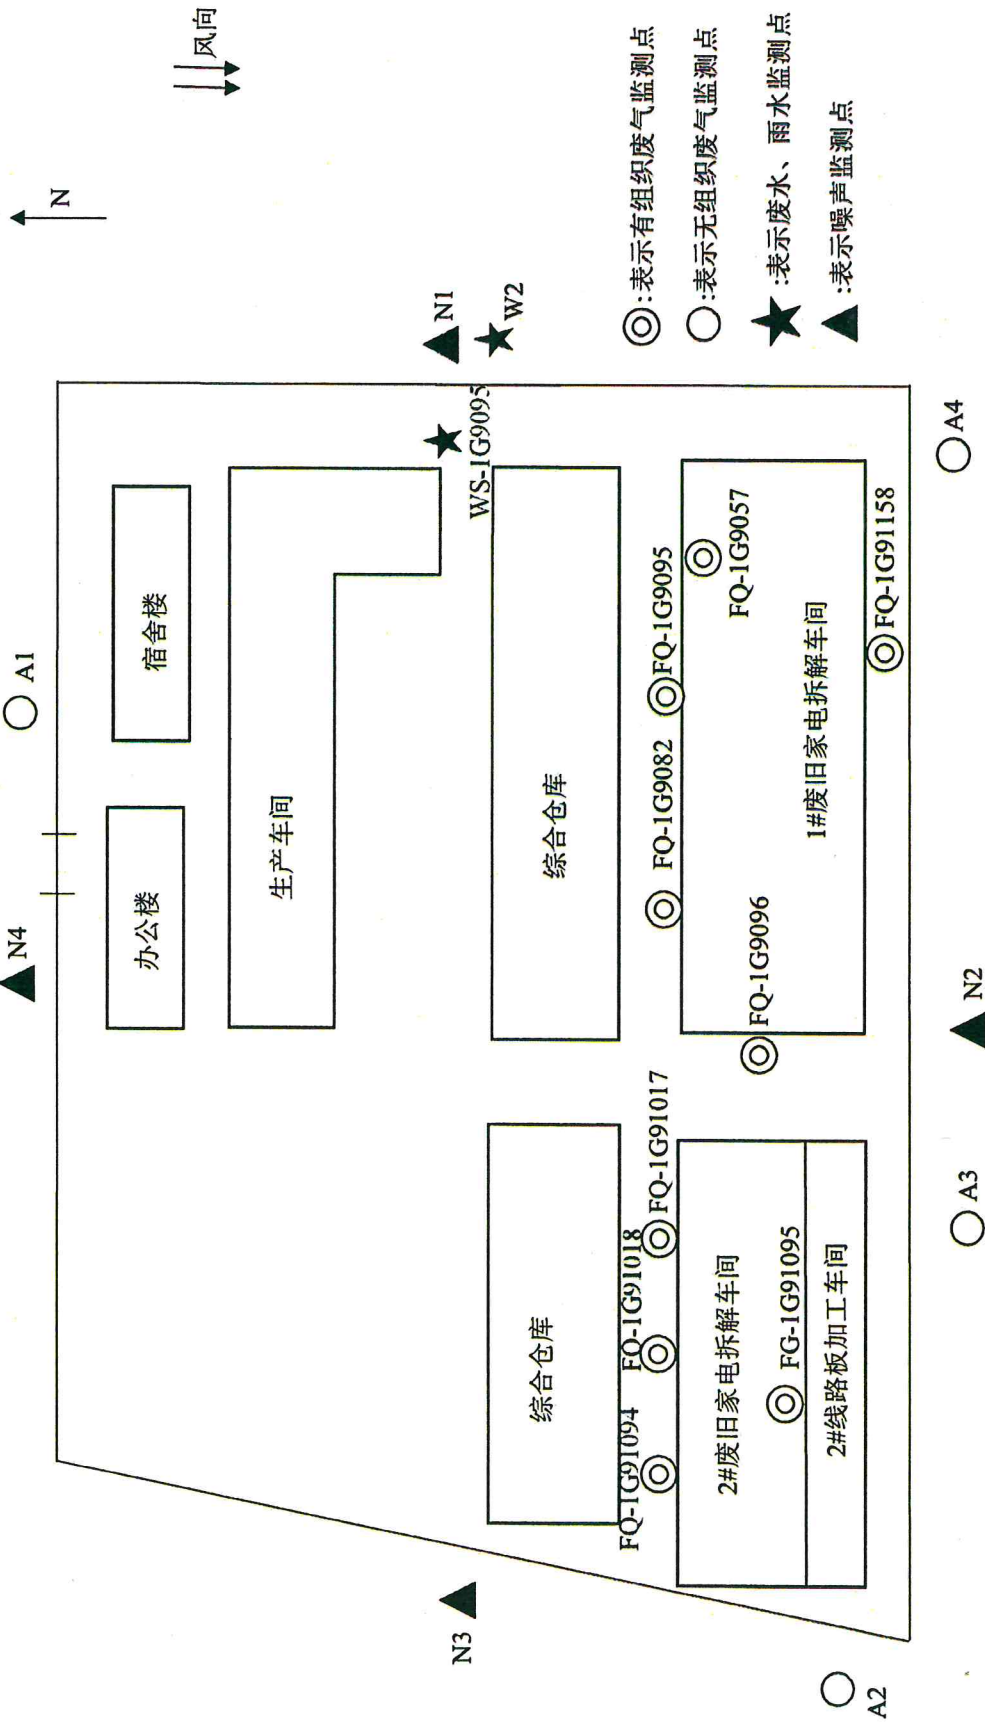 N
风向
A1
N4
宿舍楼
办公楼
生产车间
N1
W2
WS-1G9095
综合仓库
综合仓库
FQ-1G91094
FQ-1G91018
FQ-1G91017
FQ-1G9082
FQ-1G9095
FQ-1G9057
FQ-1G9096
1#废旧家电拆解车间
FQ-1G91158
2#废旧家电拆解车间
FG-1G91095
2#线路板加工车间
N3
A2
A3
N2
A4
:表示有组织废气监测点
:表示无组织废气监测点
:表示废水、雨水监测点
:表示噪声监测点